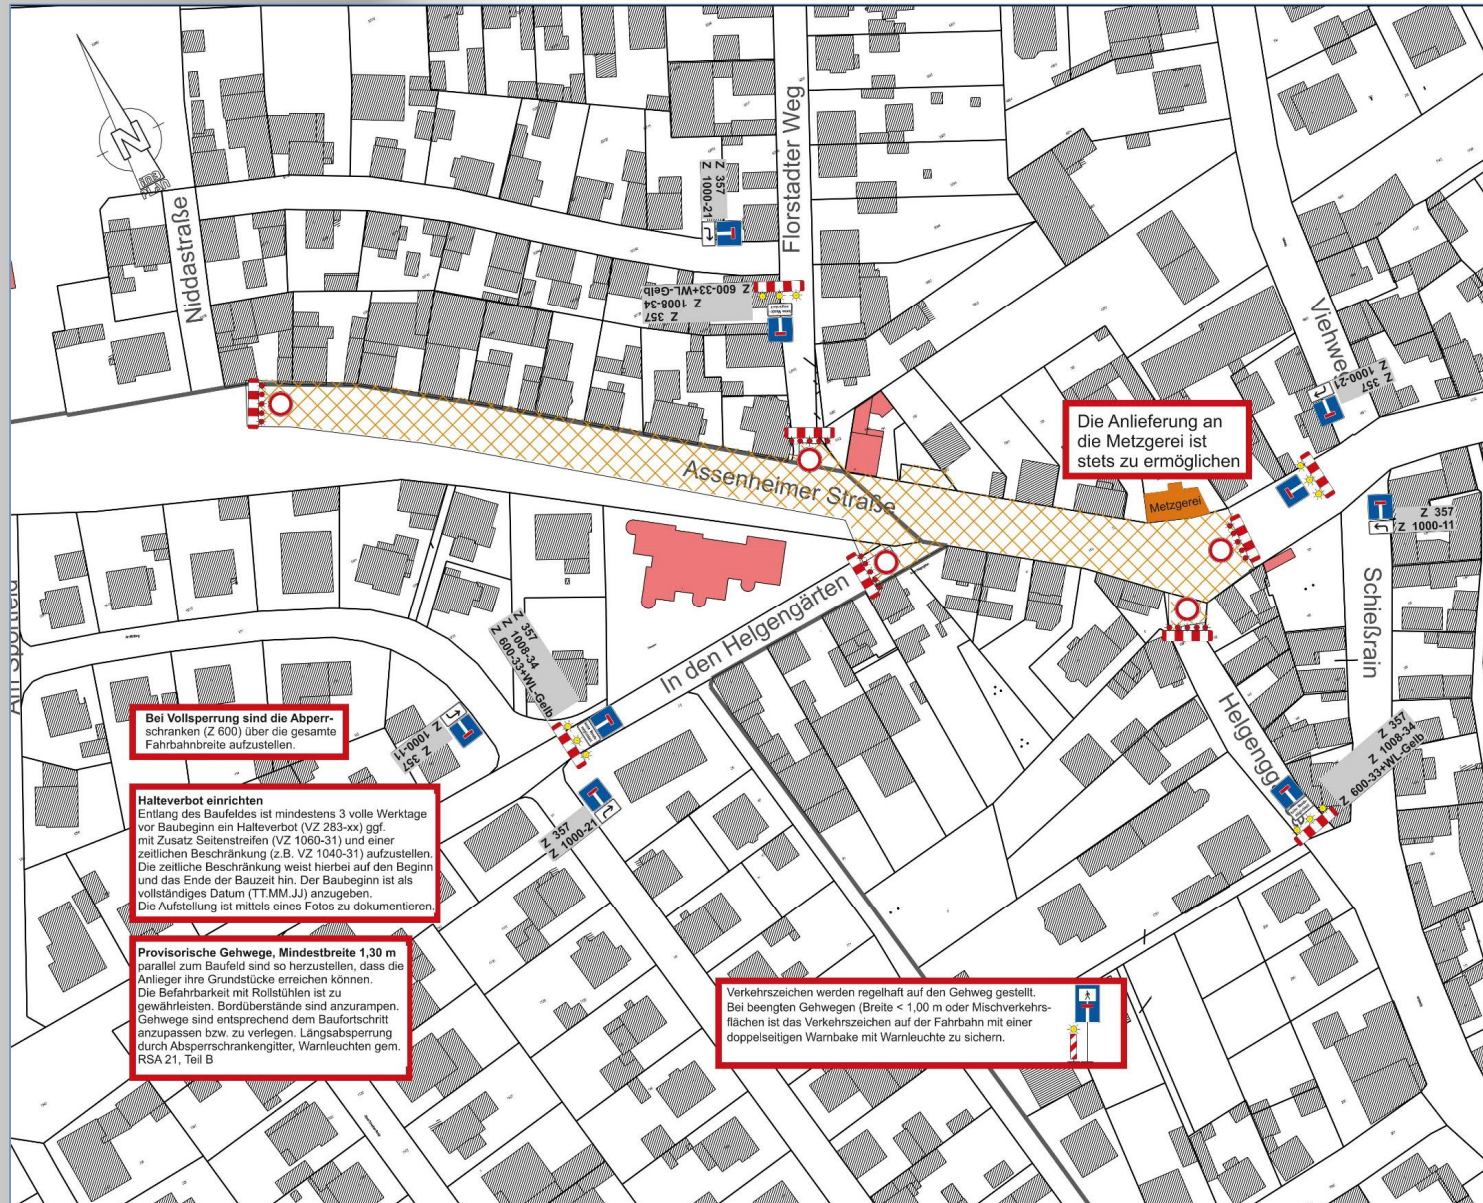 N
Niddastraße
Florstadter Weg
Z 357
Z 1000-21
Z 600-33+WL-Gelb
Z 1008-34
Z 357
Viehwe
Z 357
Z 1000-21
Die Anlieferung an
die Metzgerei ist
stets zu ermöglichen
Assenheimer Straße
Metzgerei
Z 357
Z 1000-11
Schießrain
In den Helgengärten
Z 357
Z 1008-34
Z 600-33+WL-Gelb
Z 357
Z 1000-11
Z 357
Z 1000-21
Helgengg
Z 357
Z 1008-34
Z 600-33+WL-Gelb
Am Sportfeld
Bei Vollsperrung sind die Abperr-
schranken (Z 600) über die gesamte
Fahrbahnbreite aufzustellen.
Halteverbot einrichten
Entlang des Baufeldes ist mindestens 3 volle Werktage
vor Baubeginn ein Halteverbot (VZ 283-xx) ggf.
mit Zusatz Seitenstreifen (VZ 1060-31) und einer
zeitlichen Beschränkung (z.B. VZ 1040-31) aufzustellen.
Die zeitliche Beschränkung weist hierbei auf den Beginn
und das Ende der Bauzeit hin. Der Baubeginn ist als
vollständiges Datum (TT.MM.JJ) anzugeben.
Die Aufstellung ist mittels eines Fotos zu dokumentieren.
Provisorische Gehwege, Mindestbreite 1,30 m
parallel zum Baufeld sind so herzustellen, dass die
Anlieger ihre Grundstücke erreichen können.
Die Befahrbarkeit mit Rollstühlen ist zu
gewährleisten. Bordüberstände sind anzurampen.
Gehwege sind entsprechend dem Baufortschritt
anzupassen bzw. zu verlegen. Längsabsperrung
durch Absperrschrankengitter, Warnleuchten gem.
RSA 21, Teil B
Verkehrszeichen werden regelhaft auf den Gehweg gestellt.
Bei beengten Gehwegen (Breite < 1,00 m oder Mischverkehrs-
flächen ist das Verkehrszeichen auf der Fahrbahn mit einer
doppelseitigen Warnbake mit Warnleuchte zu sichern.